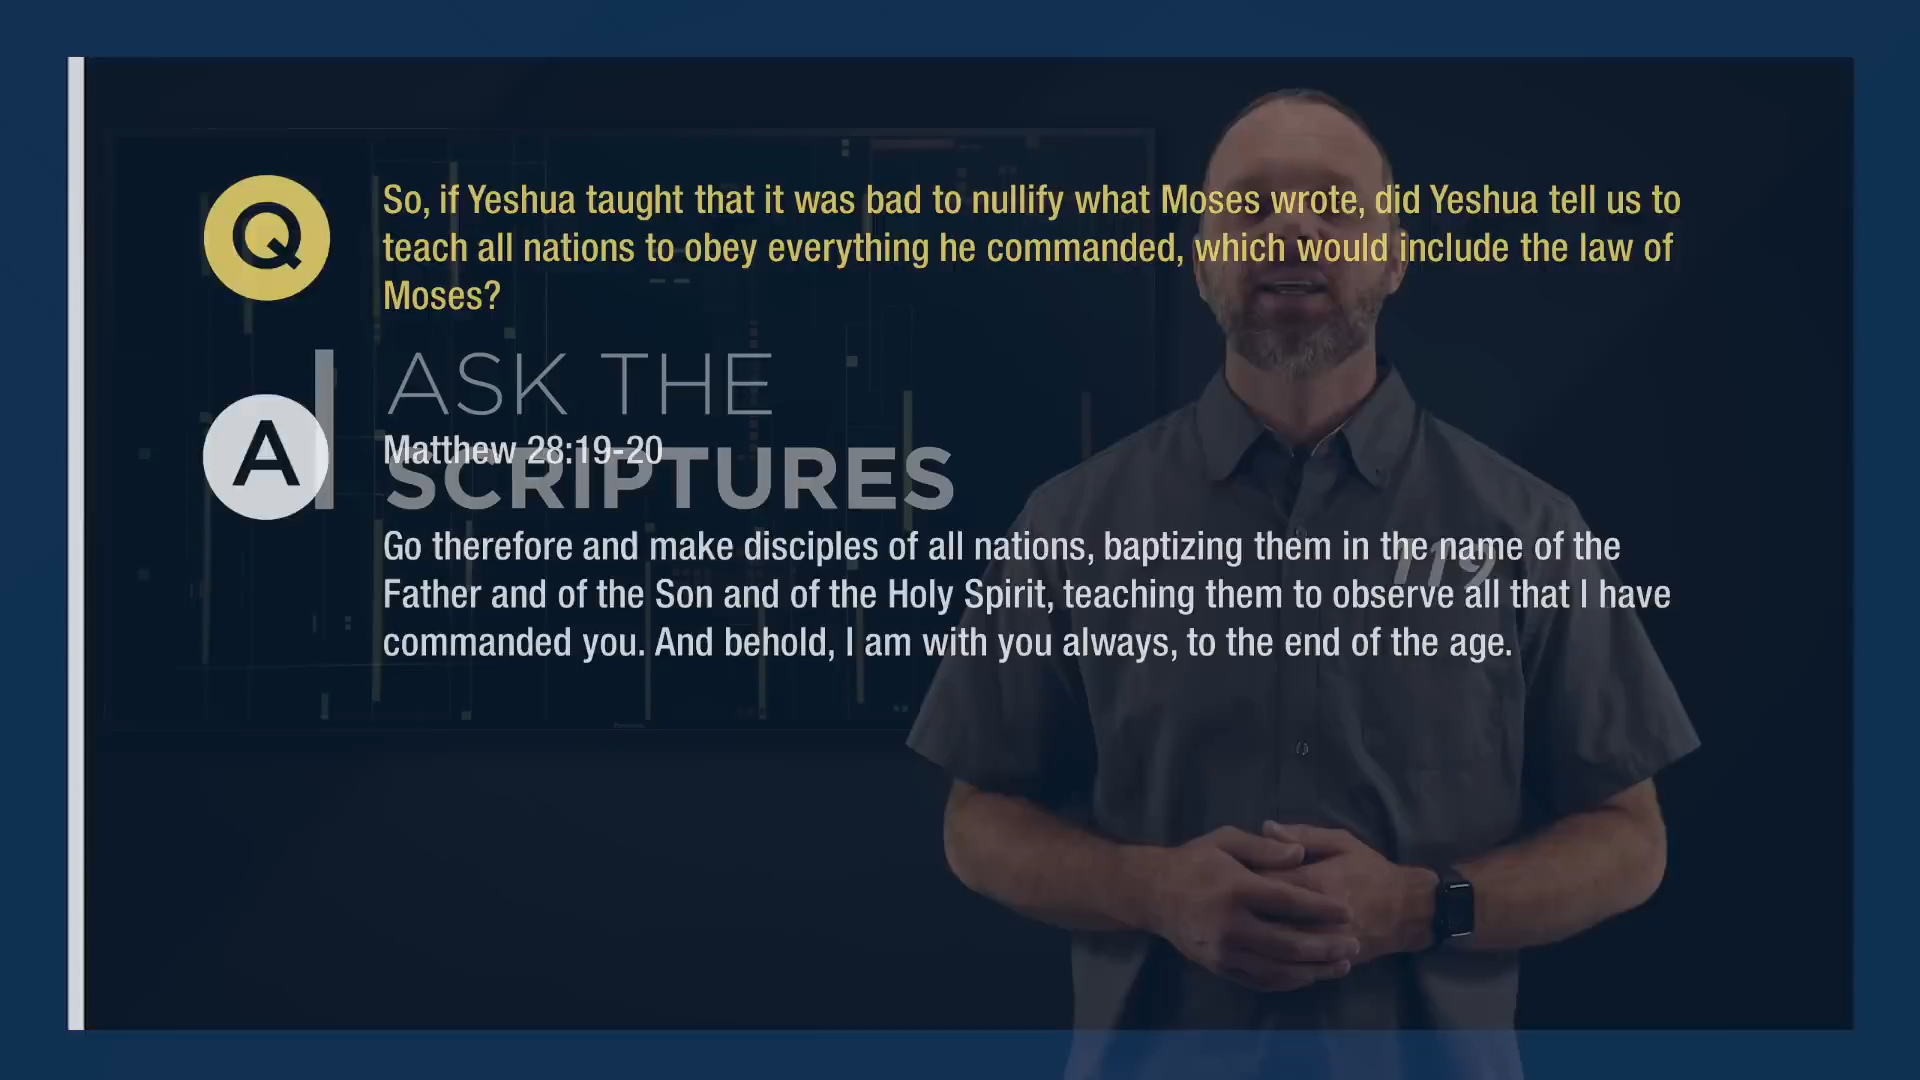 Q
So, if Yeshua taught that it was bad to nullify what Moses wrote, did Yeshua tell us to
teach all nations to obey everything he commanded, which would include the law of
Moses?
ASK THE
SCRIPTURES
A
Matthew 28:19-20
Go therefore and make disciples of all nations, baptizing them in the name of the
Father and of the Son and of the Holy Spirit, teaching them to observe all that I have
commanded you. And behold, I am with you always, to the end of the age.
119